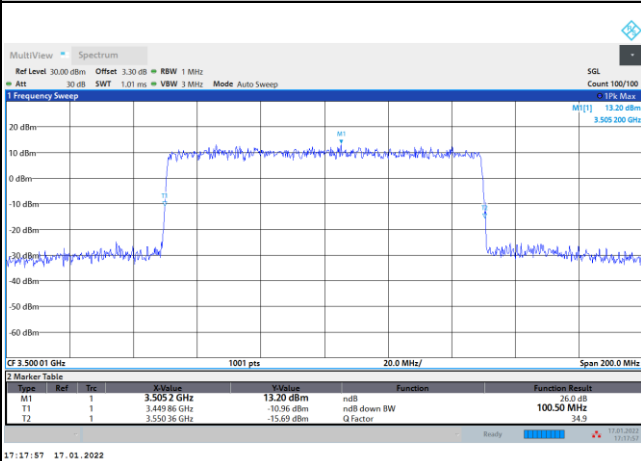 MultiView Spectrum
Ref Level 30.00 dBm Offset 3.30 dB RBW 1 MHz SGL
Att 30 dB SWT 1.01 ms VBW 3 MHz Mode Auto Sweep Count 100/100
1 Frequency Sweep 1Pk Max
M1[1] 13.20 dBm
3.505 200 GHz
20 dBm
M1
10 dBm
0 dBm
T1
-10 dBm
T2
-20 dBm
-30 dBm
-40 dBm
-50 dBm
-60 dBm
CF 3.500 01 GHz 1001 pts 20.0 MHz/ Span 200.0 MHz
2 Marker Table
Type Ref Trc X-Value Y-Value Function Function Result
M1 1 3.505 2 GHz 13.20 dBm ndB 26.0 dB
T1 1 3.449 86 GHz -10.96 dBm ndB down BW 100.50 MHz
T2 1 3.550 36 GHz -15.69 dBm Q Factor 34.9
Ready 17.01.2022
17:17:57
17:17:57 17.01.2022